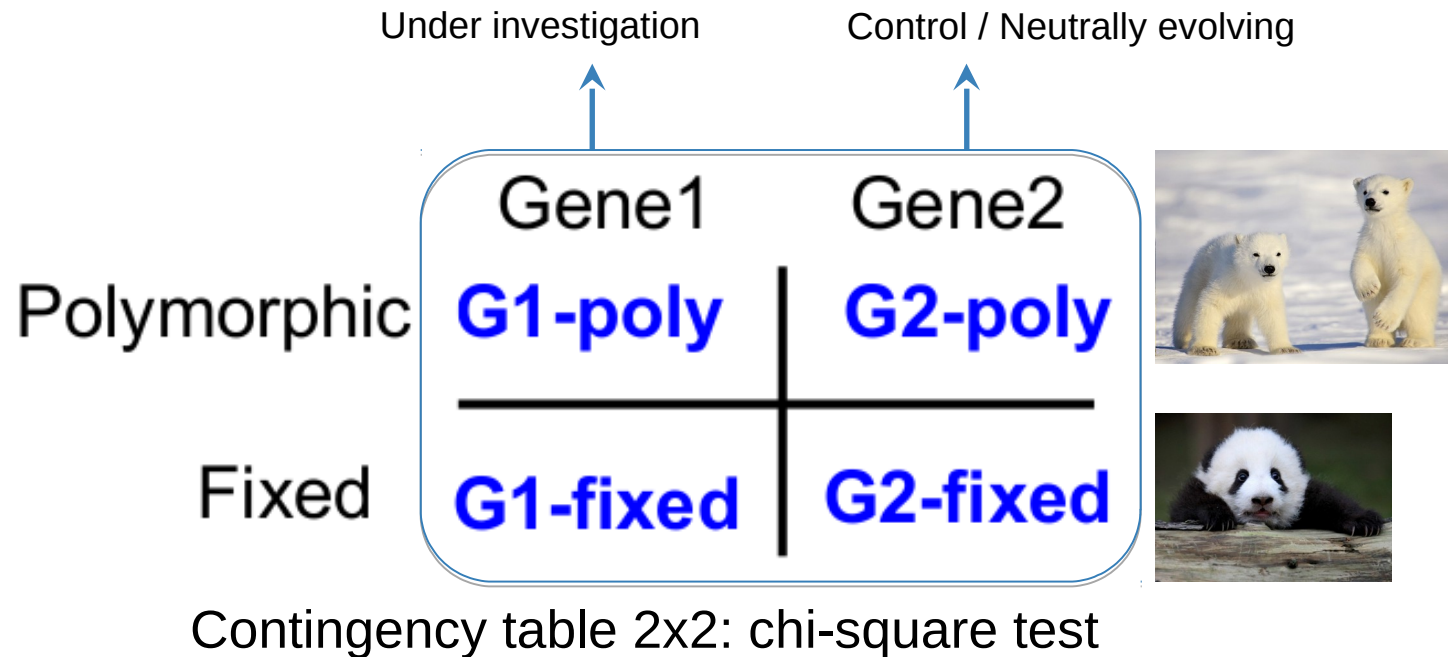 Under investigation Control / Neutrally evolving
Gene1 Gene2
Polymorphic G1-poly G2-poly
Fixed G1-fixed G2-fixed
Contingency table 2x2: chi-square test